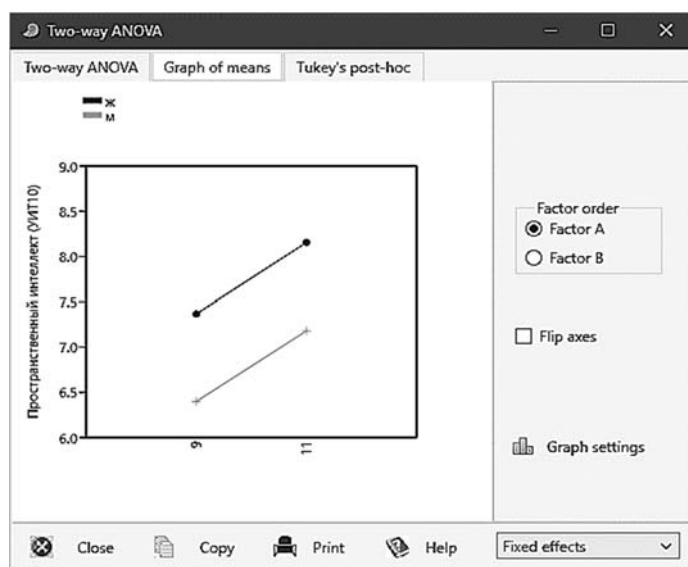 Two-way ANOVA
Two-way ANOVA Graph of means Tukey's post-hoc
ж
м
Пространственный интеллект (УИТ10)
9.0
8.5
8.0
7.5
7.0
6.5
6.0
9
11
Factor order
Factor A
Factor B
Flip axes
Graph settings
Close Copy Print Help Fixed effects